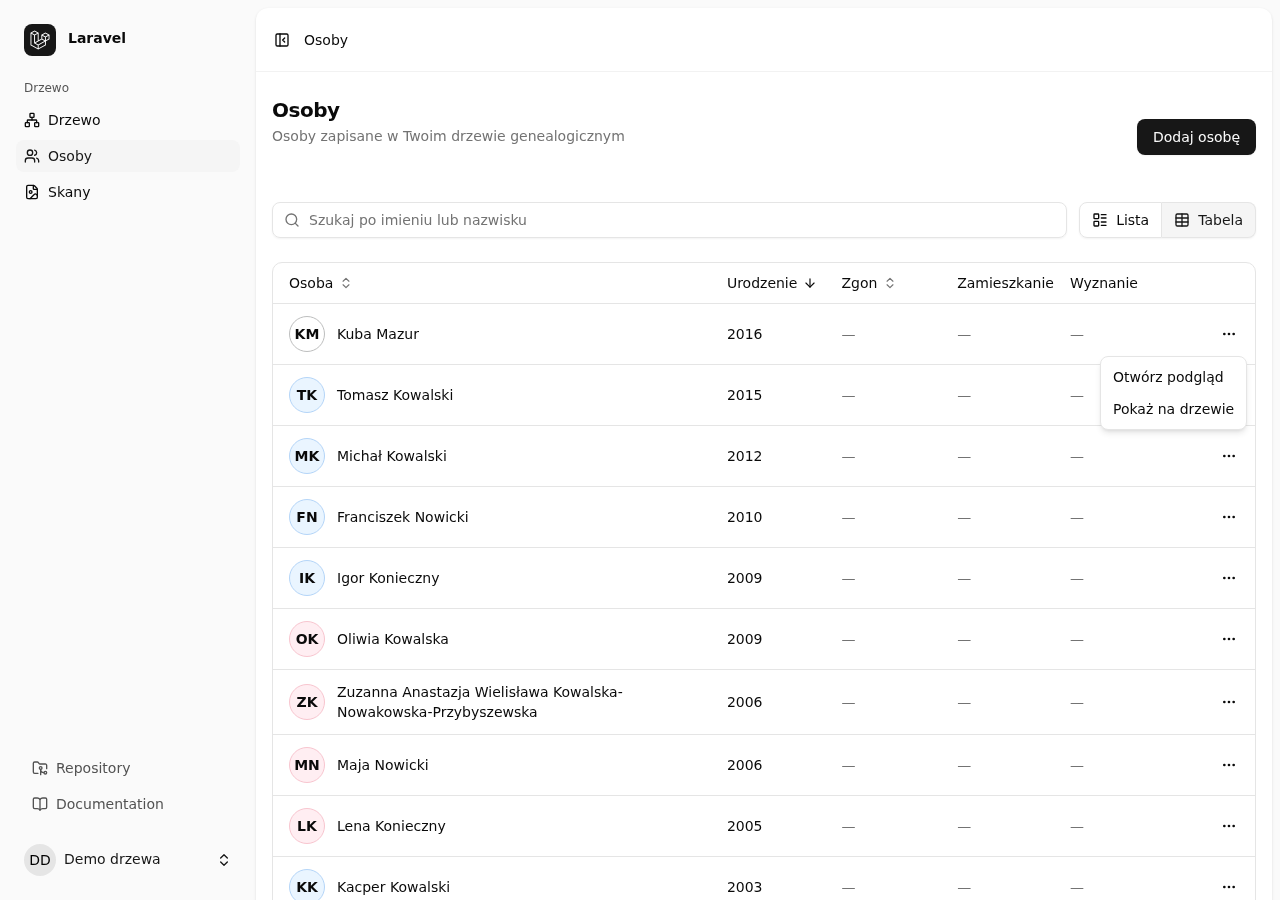 Laravel
Drzewo
Drzewo
Osoby
Skany
Repository
Documentation
DD Demo drzewa
Osoby
Osoby
Osoby zapisane w Twoim drzewie genealogicznym
Dodaj osobę
Szukaj po imieniu lub nazwisku
Lista
Tabela
Osoba Urodzenie Zgon Zamieszkanie Wyznanie
KM Kuba Mazur 2016 — — —
Otwórz podgląd
Pokaż na drzewie
TK Tomasz Kowalski 2015 — — —
MK Michał Kowalski 2012 — — —
FN Franciszek Nowicki 2010 — — —
IK Igor Konieczny 2009 — — —
OK Oliwia Kowalska 2009 — — —
ZK Zuzanna Anastazja Wielisława Kowalska-
Nowakowska-Przybyszewska 2006 — — —
MN Maja Nowicki 2006 — — —
LK Lena Konieczny 2005 — — —
KK Kacper Kowalski 2003 — — —